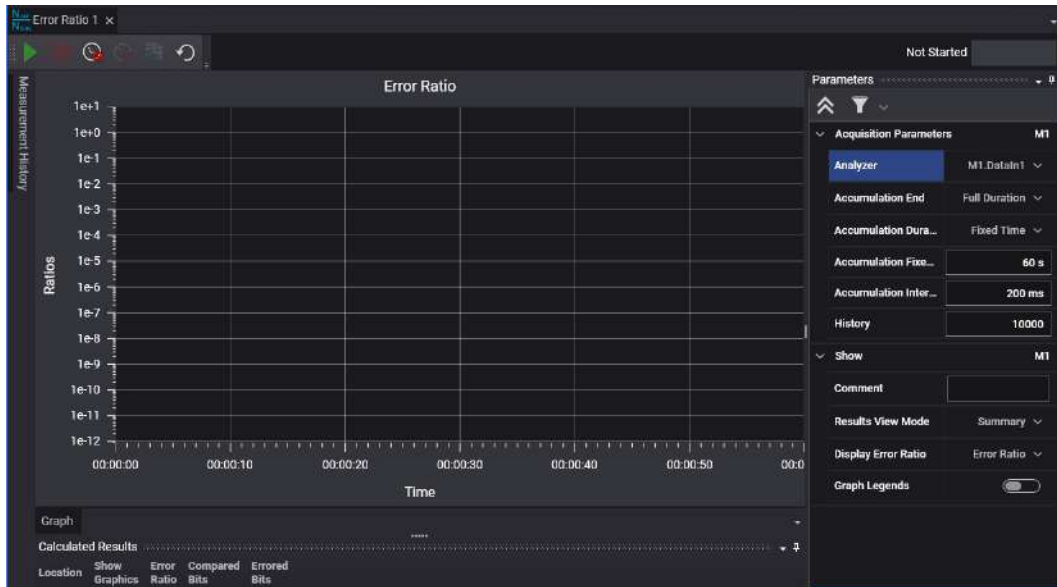 Error Ratio 1
Not Started
Measurement History
Error Ratio
Ratios
1e+1
1e+0
1e-1
1e-2
1e-3
1e-4
1e-5
1e-6
1e-7
1e-8
1e-9
1e-10
1e-11
1e-12
00:00:00 00:00:10 00:00:20 00:00:30 00:00:40 00:00:50 00:0
Time
Graph
Calculated Results
Location Show Graphics Error Ratio Compared Bits Errored Bits
Parameters
Acquisition Parameters M1
Analyzer M1.DataIn1
Accumulation End Full Duration
Accumulation Dura... Fixed Time
Accumulation Fixe... 60 s
Accumulation Inter... 200 ms
History 10000
Show M1
Comment
Results View Mode Summary
Display Error Ratio Error Ratio
Graph Legends